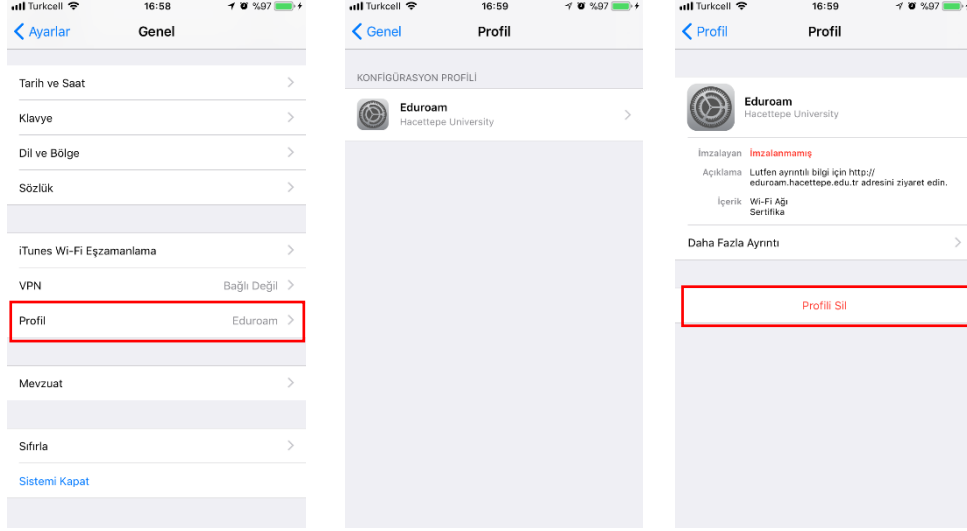 Turkcell 16:58 %97
Ayarlar Genel
Tarih ve Saat
Klavye
Dil ve Bölge
Sözlük
iTunes Wi-Fi Eşzamanlama
VPN Bağlı Değil
Profil Eduroam
Mevzuat
Sıfırla
Sistemi Kapat
Turkcell 16:59 %97
Genel Profil
KONFİGÜRASYON PROFİLİ
Eduroam
Hacettepe University
Turkcell 16:59 %97
Profil Profil
Eduroam
Hacettepe University
İmzalayan İmzalanmamış
Açıklama Lutfen ayrıntılı bilgi için http://
eduroam.hacettepe.edu.tr adresini ziyaret edin.
İçerik Wi-Fi Ağı
Sertifika
Daha Fazla Ayrıntı
Profili Sil